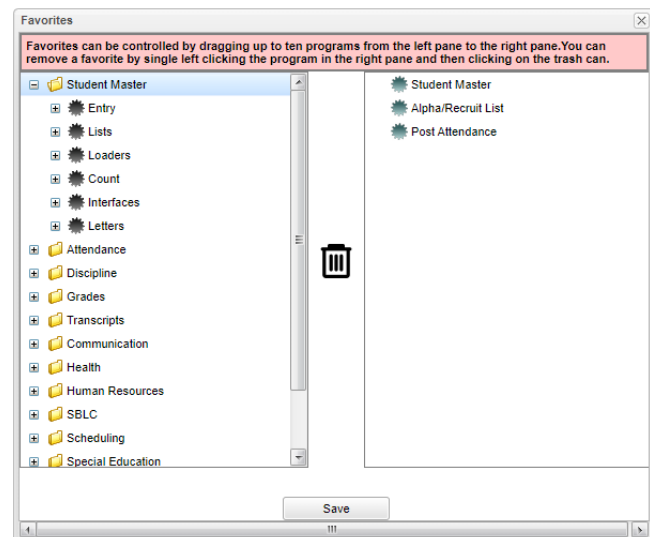 Favorites
Favorites can be controlled by dragging up to ten programs from the left pane to the right pane.You can
remove a favorite by single left clicking the program in the right pane and then clicking on the trash can.
Student Master
Entry
Lists
Loaders
Count
Interfaces
Letters
Attendance
Discipline
Grades
Transcripts
Communication
Health
Human Resources
SBLC
Scheduling
Special Education
Student Master
Alpha/Recruit List
Post Attendance
Save